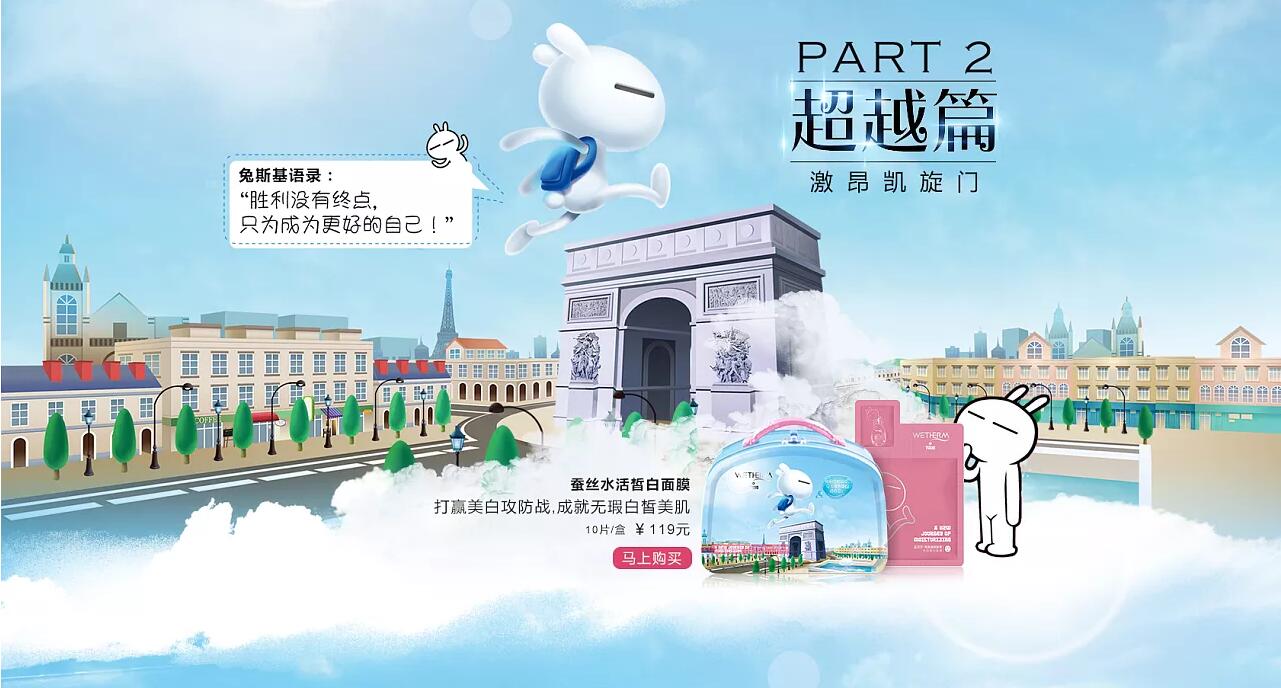 PART 2
超越篇
激昂凯旋门
兔斯基语录：
“胜利没有终点，
只为成为更好的自己！”
COFFEE
蚕丝水活皙白面膜
打赢美白攻防战,成就无瑕白皙美肌
10片/盒 ￥119元
马上购买
WETHERM
WETHERM
A NEW
JOURNEY OF
MOISTURIZING